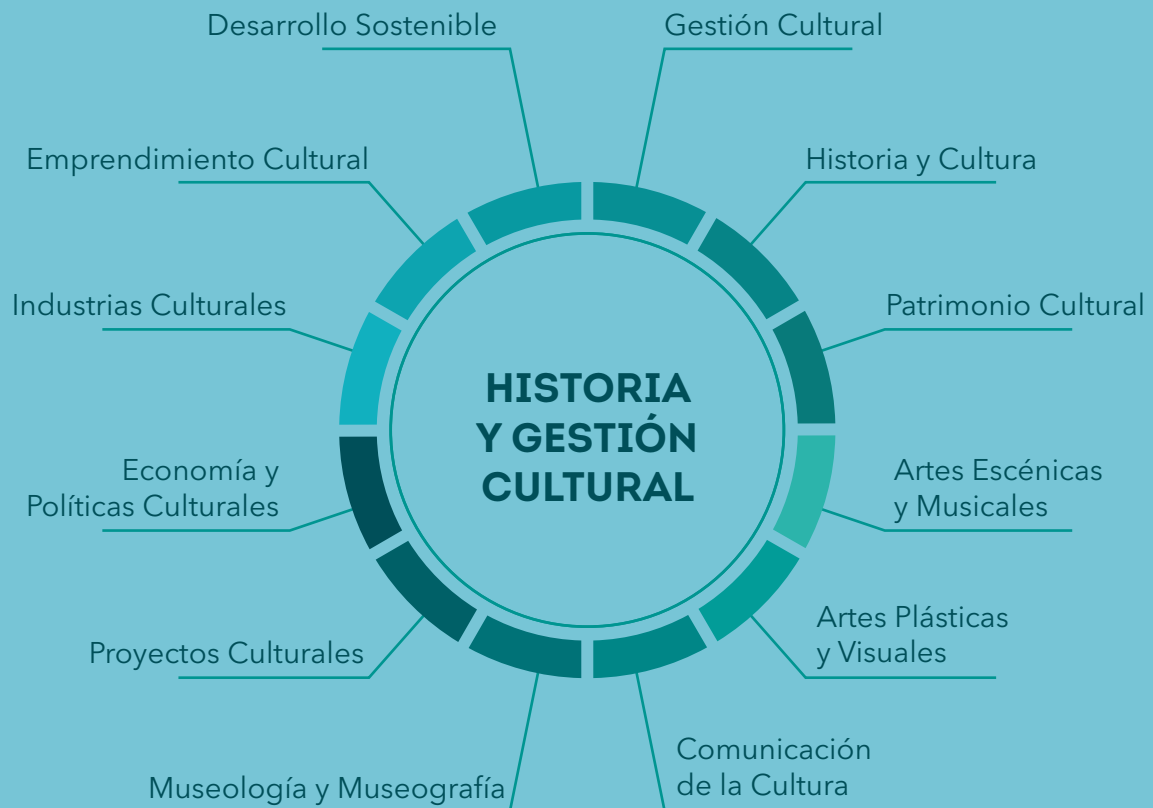 Desarrollo Sostenible
Gestión Cultural
Emprendimiento Cultural
Historia y Cultura
Industrias Culturales
Patrimonio Cultural
HISTORIA
Y GESTIÓN
CULTURAL
Economía y
Políticas Culturales
Artes Escénicas
y Musicales
Proyectos Culturales
Artes Plásticas
y Visuales
Museología y Museografía
Comunicación
de la Cultura